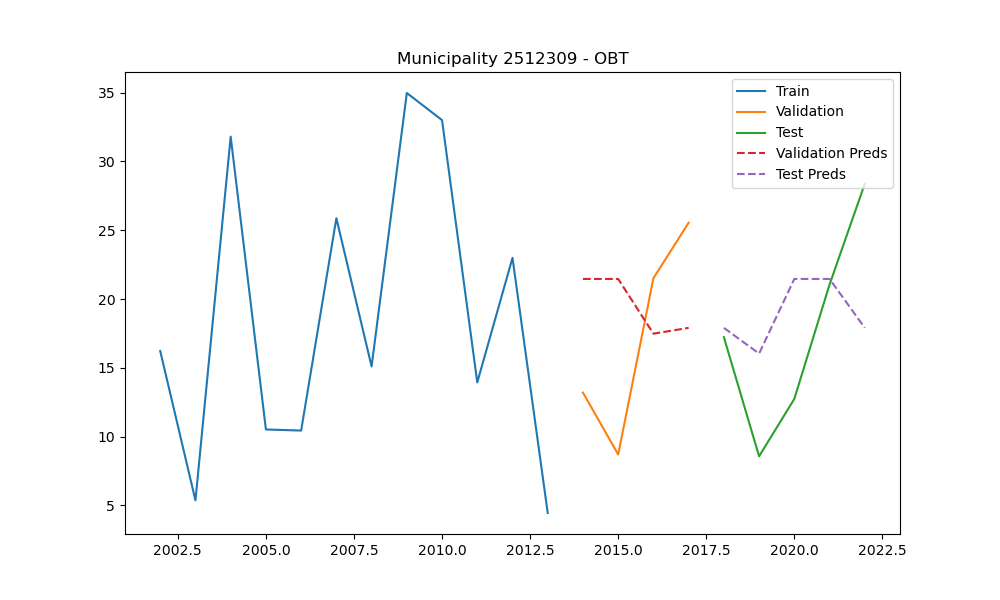 Municipality 2512309 - OBT
Train
Validation
Test
Validation Preds
Test Preds
35
30
25
20
15
10
5
2002.5 2005.0 2007.5 2010.0 2012.5 2015.0 2017.5 2020.0 2022.5